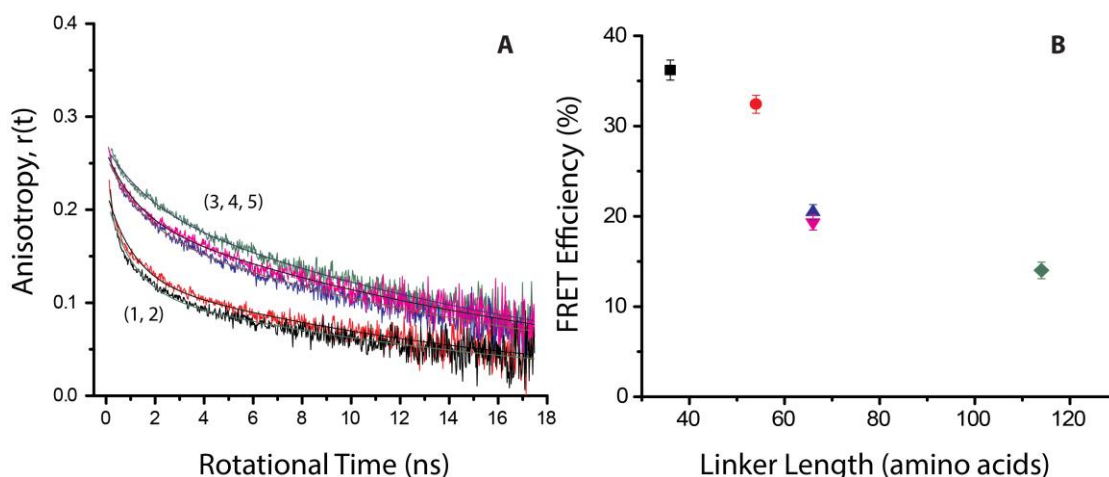 A
Anisotropy, r(t)
0.4
0.3
0.2
0.1
0.0
(3, 4, 5)
(1, 2)
0 2 4 6 8 10 12 14 16 18
Rotational Time (ns)
B
FRET Efficiency (%)
40
30
20
10
0
40 60 80 100 120
Linker Length (amino acids)